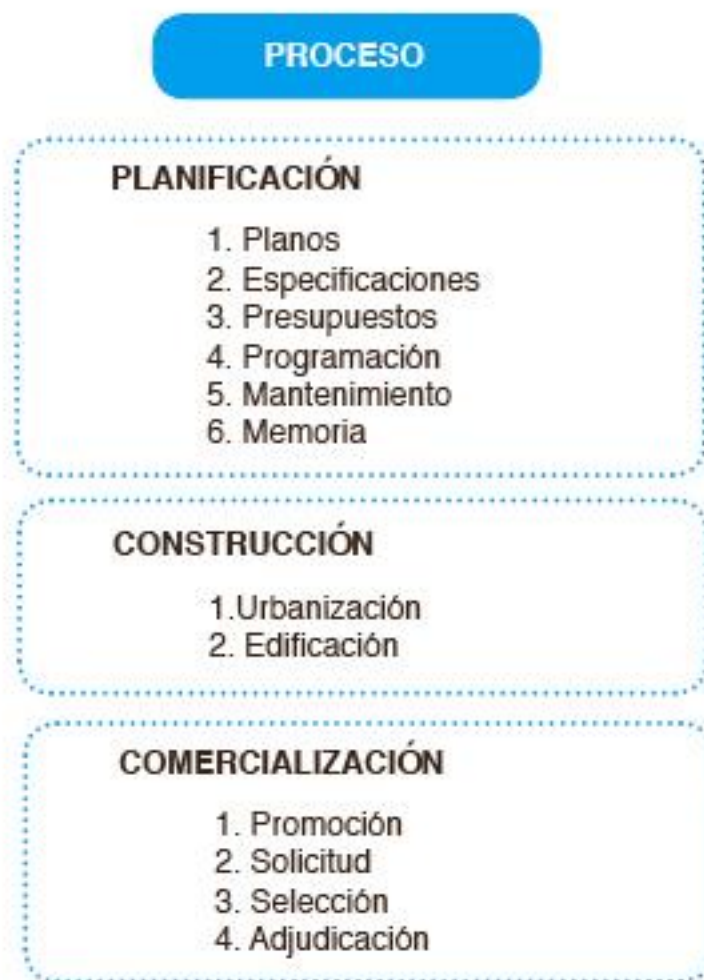 PROCESO
PLANIFICACIÓN
1. Planos
2. Especificaciones
3. Presupuestos
4. Programación
5. Mantenimiento
6. Memoria
CONSTRUCCIÓN
1.Urbanización
2. Edificación
COMERCIALIZACIÓN
1. Promoción
2. Solicitud
3. Selección
4. Adjudicación